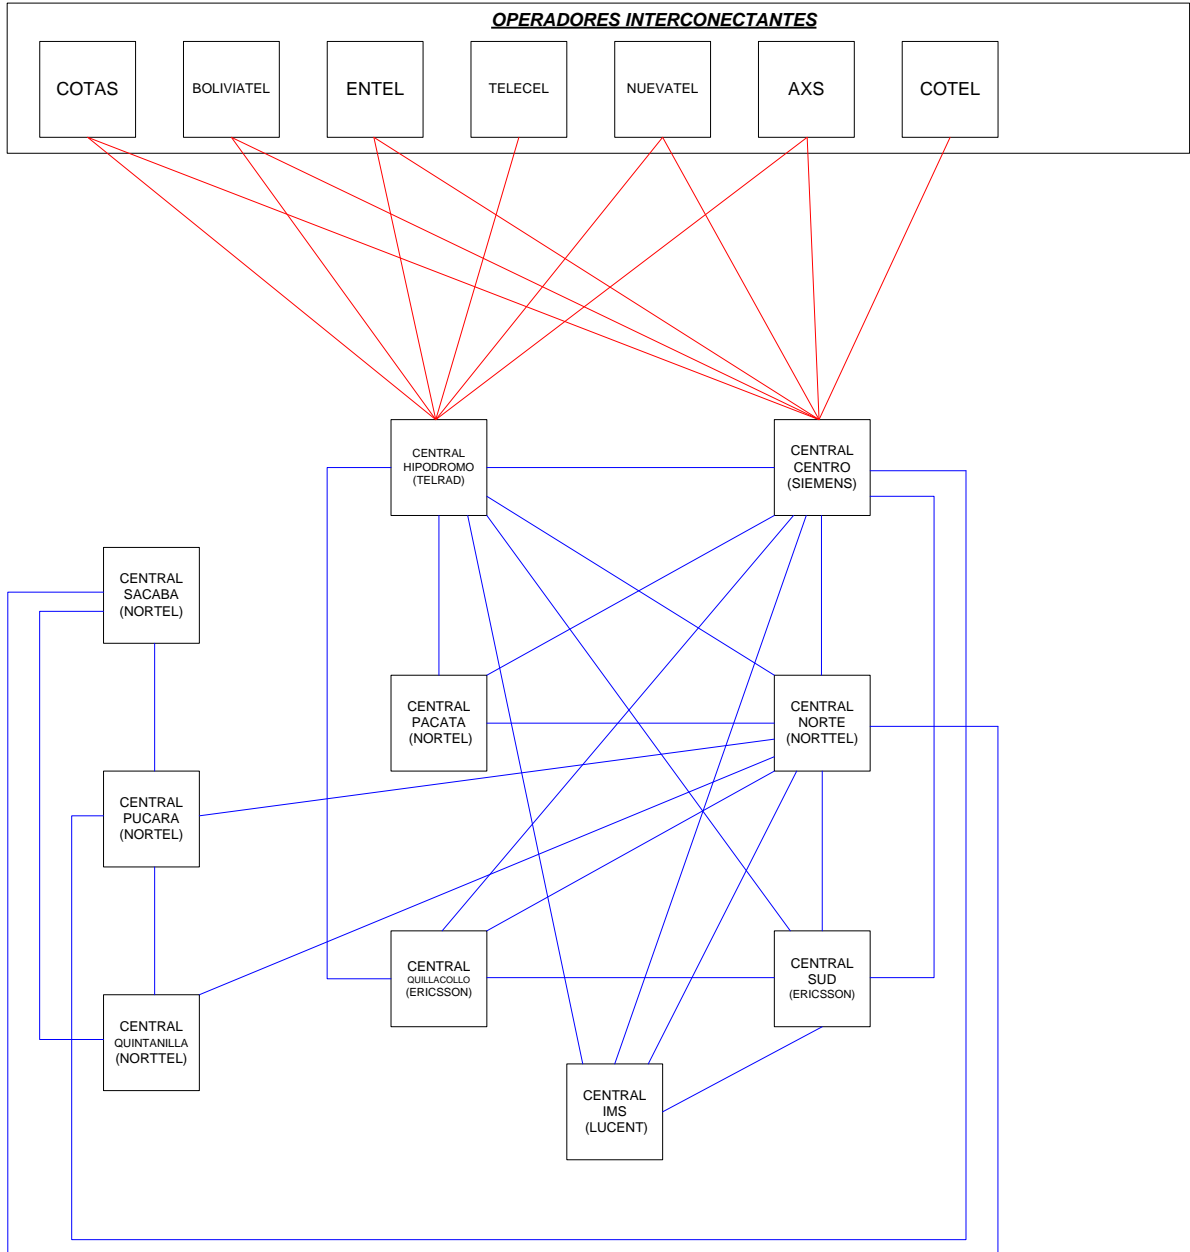 OPERADORES INTERCONECTANTES
COTAS
BOLIVIATEL
ENTEL
TELECEL
NUEVATEL
AXS
COTEL
CENTRAL
HIPODROMO
(TELRAD)
CENTRAL
CENTRO
(SIEMENS)
CENTRAL
SACABA
(NORTEL)
CENTRAL
PACATA
(NORTEL)
CENTRAL
NORTE
(NORTTEL)
CENTRAL
PUCARA
(NORTEL)
CENTRAL
QUILLACOLLO
(ERICSSON)
CENTRAL
SUD
(ERICSSON)
CENTRAL
QUINTANILLA
(NORTTEL)
CENTRAL
IMS
(LUCENT)